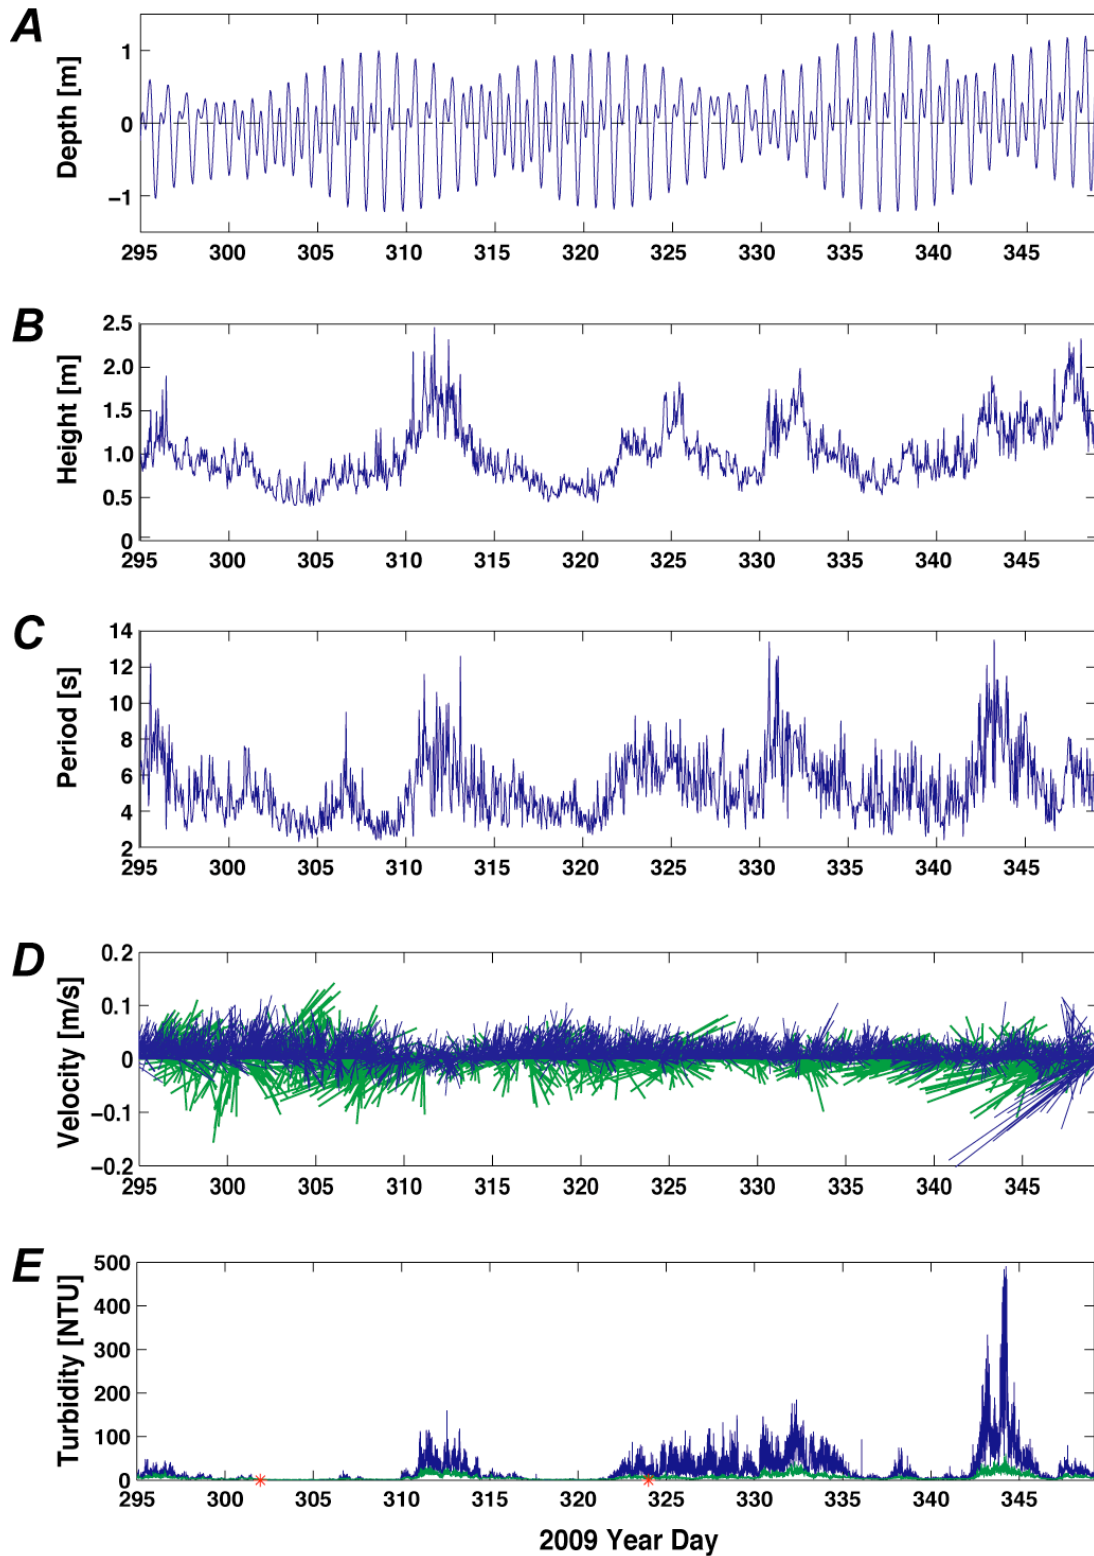 A
Depth [m]
1
0
−1
295 300 305 310 315 320 325 330 335 340 345
B
Height [m]
2.5
2.0
1.5
1.0
0.5
0
295 300 305 310 315 320 325 330 335 340 345
C
Period [s]
14
12
10
8
6
4
2
295 300 305 310 315 320 325 330 335 340 345
D
Velocity [m/s]
0.2
0.1
0
−0.1
−0.2
295 300 305 310 315 320 325 330 335 340 345
E
Turbidity [NTU]
500
400
300
200
100
0
295 300 305 310 315 320 325 330 335 340 345
2009 Year Day